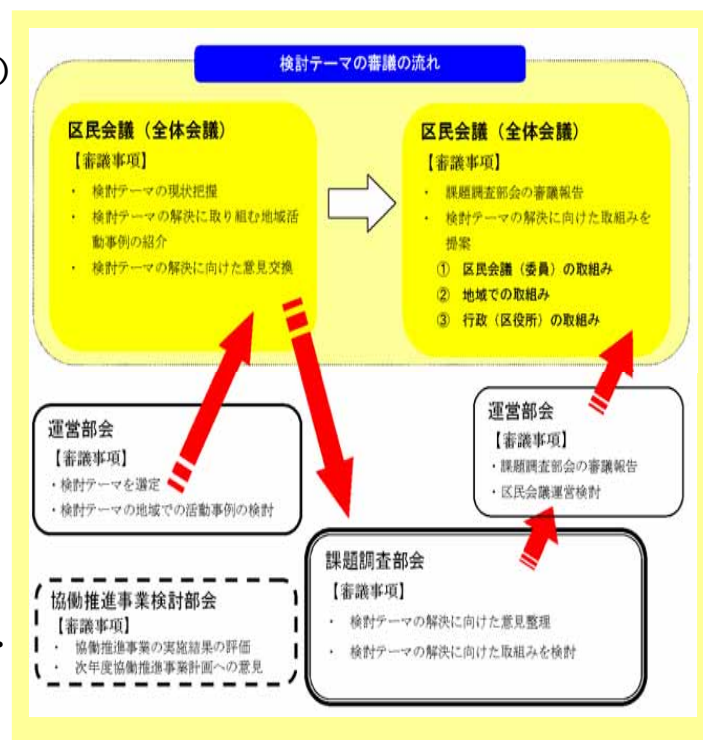 検討テーマの審議の流れ
区民会議（全体会議）
【審議事項】
・ 検討テーマの現状把握
・ 検討テーマの解決に取り組む地域活
動事例の紹介
・ 検討テーマの解決に向けた意見交換
区民会議（全体会議）
【審議事項】
・ 課題調査部会の審議報告
・ 検討テーマの解決に向けた取組みを
提案
① 区民会議（委員）の取組み
② 地域での取組み
③ 行政（区役所）の取組み
運営部会
【審議事項】
・検討テーマを選定
・検討テーマの地域での活動事例の検討
運営部会
【審議事項】
・課題調査部会の審議報告
・区民会議運営検討
課題調査部会
【審議事項】
・ 検討テーマの解決に向けた意見整理
・ 検討テーマの解決に向けた取組みを検討
協働推進事業検討部会
【審議事項】
・ 協働推進事業の実施結果の評価
・ 次年度協働推進事業計画への意見